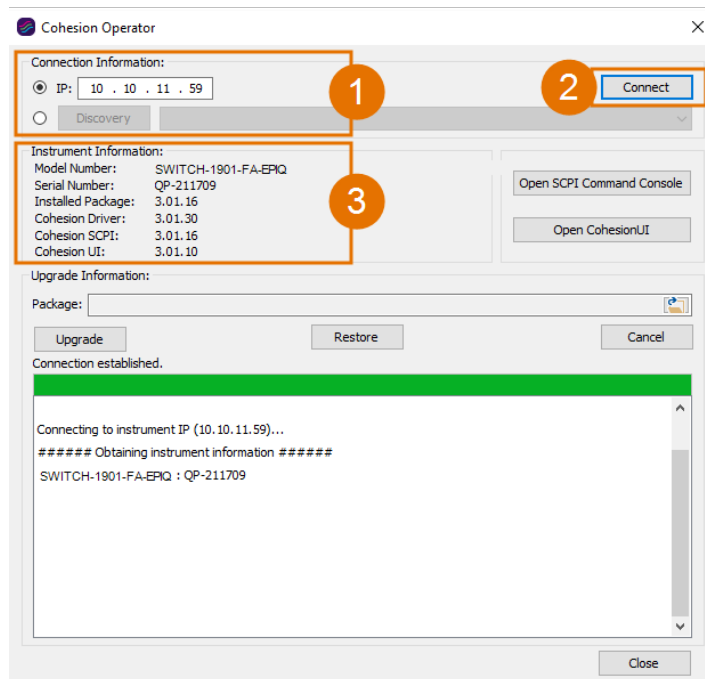 Cohesion Operator
Connection Information:
IP: 10 . 10 . 11 . 59
1
2
Connect
Discovery
Instrument Information:
Model Number: SWITCH-1901-FA-EPIQ
Serial Number: QP-211709
Installed Package: 3.01.16
Cohesion Driver: 3.01.30
Cohesion SCPI: 3.01.16
Cohesion UI: 3.01.10
3
Open SCPI Command Console
Open CohesionUI
Upgrade Information:
Package:
Upgrade
Restore
Cancel
Connection established.
Connecting to instrument IP (10.10.11.59)...
###### Obtaining instrument information ######
SWITCH-1901-FA-EPIQ : QP-211709
Close